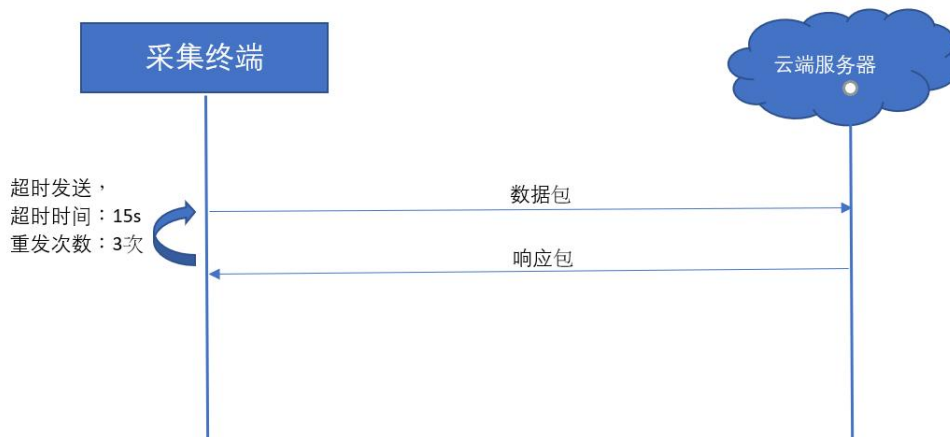 采集终端
云端服务器
超时发送，
超时时间：15s
重发次数：3次
数据包
响应包